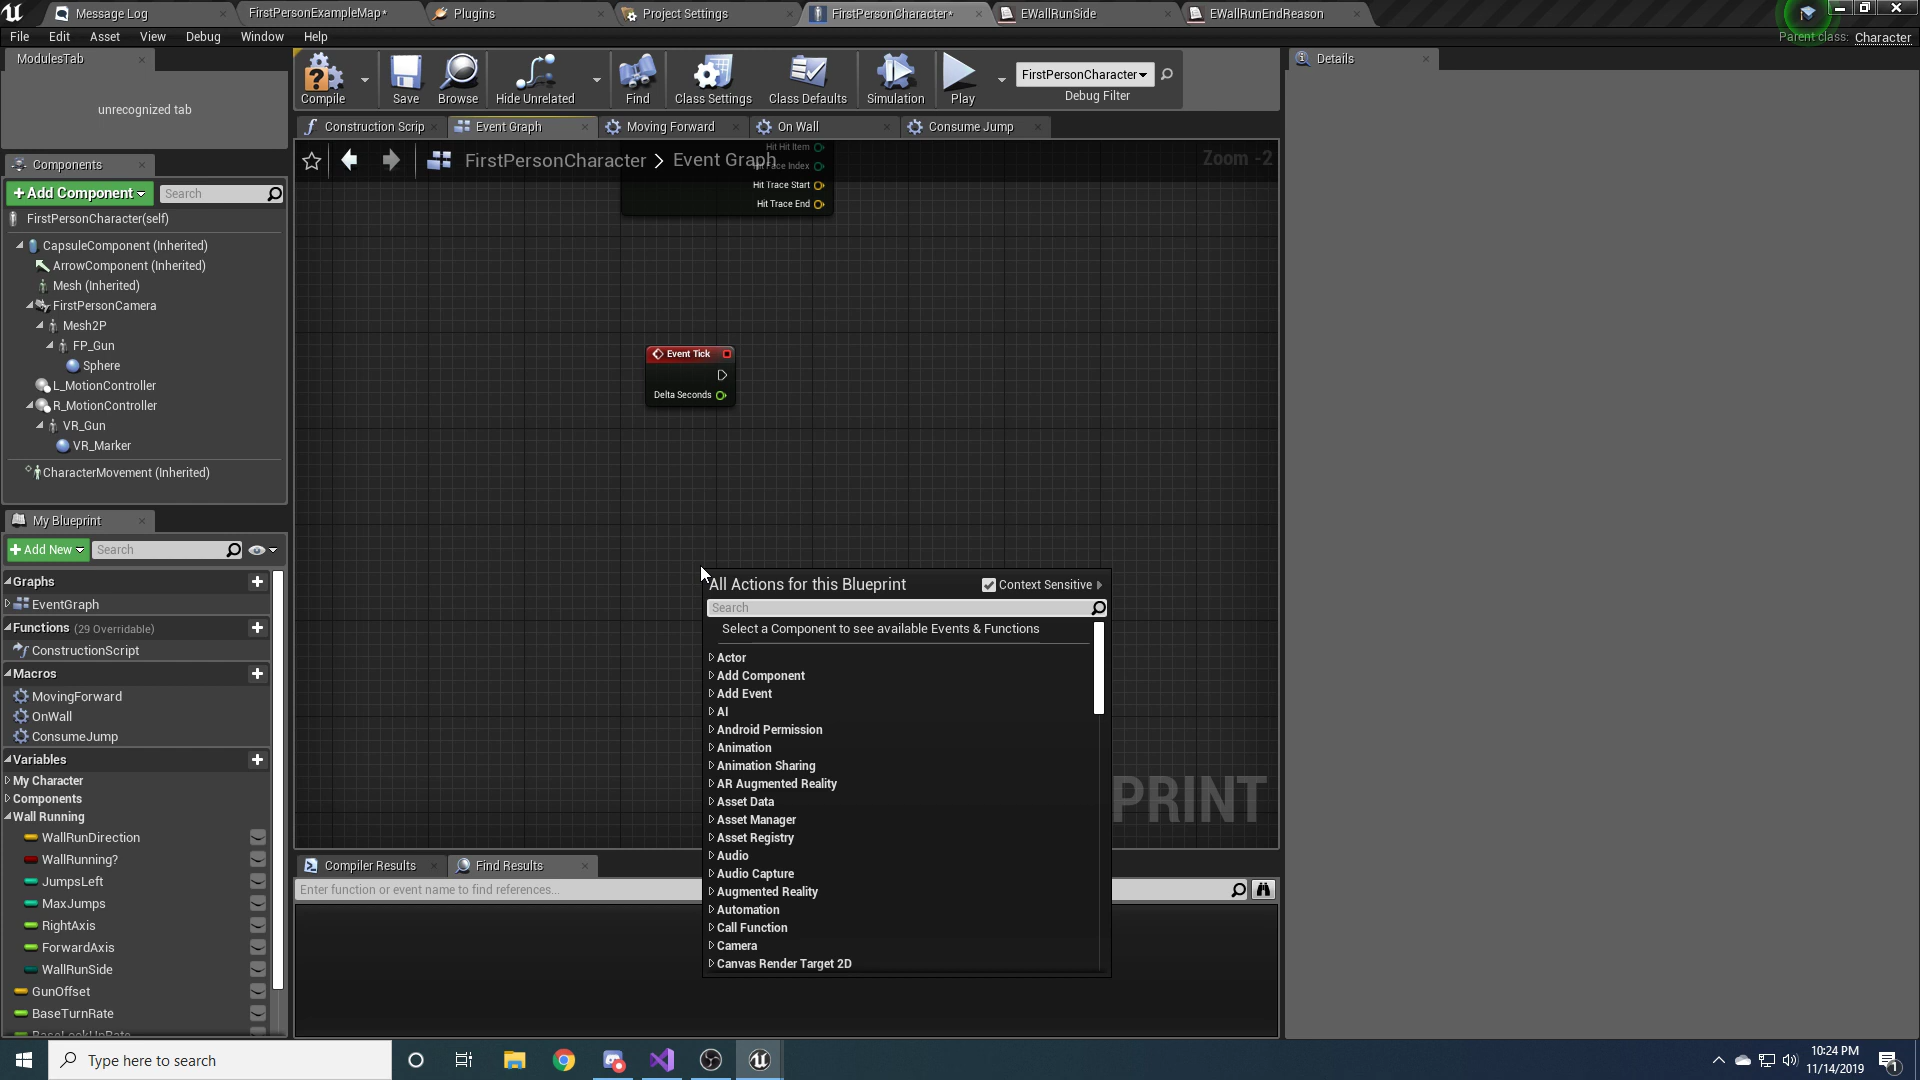 Message Log
FirstPersonExampleMap*
Plugins
Project Settings
FirstPersonCharacter*
EWallRunSide
EWallRunEndReason
File Edit Asset View Debug Window Help
Parent class: Character
ModulesTab
unrecognized tab
Compile
Save
Browse
Hide Unrelated
Find
Class Settings
Class Defaults
Simulation
Play
FirstPersonCharacter
Debug Filter
Details
Construction Scrip
Event Graph
Moving Forward
On Wall
Consume Jump
FirstPersonCharacter > Event Graph
Zoom -2
Components
+ Add Component
Search
FirstPersonCharacter(self)
CapsuleComponent (Inherited)
ArrowComponent (Inherited)
Mesh (Inherited)
FirstPersonCamera
Mesh2P
FP_Gun
Sphere
L_MotionController
R_MotionController
VR_Gun
VR_Marker
CharacterMovement (Inherited)
My Blueprint
+ Add New
Search
Graphs
EventGraph
Functions (29 Overridable)
ConstructionScript
Macros
MovingForward
OnWall
ConsumeJump
Variables
My Character
Components
Wall Running
WallRunDirection
WallRunning?
JumpsLeft
MaxJumps
RightAxis
ForwardAxis
WallRunSide
GunOffset
BaseTurnRate
BaseLookUpRate
Hit Hit Item
Hit Face Index
Hit Trace Start
Hit Trace End
Event Tick
Delta Seconds
All Actions for this Blueprint
Context Sensitive
Search
Select a Component to see available Events & Functions
Actor
Add Component
Add Event
AI
Android Permission
Animation
Animation Sharing
AR Augmented Reality
Asset Data
Asset Manager
Asset Registry
Audio
Audio Capture
Augmented Reality
Automation
Call Function
Camera
Canvas Render Target 2D
PRINT
Compiler Results
Find Results
Enter function or event name to find references...
Type here to search
10:24 PM
11/14/2019
1